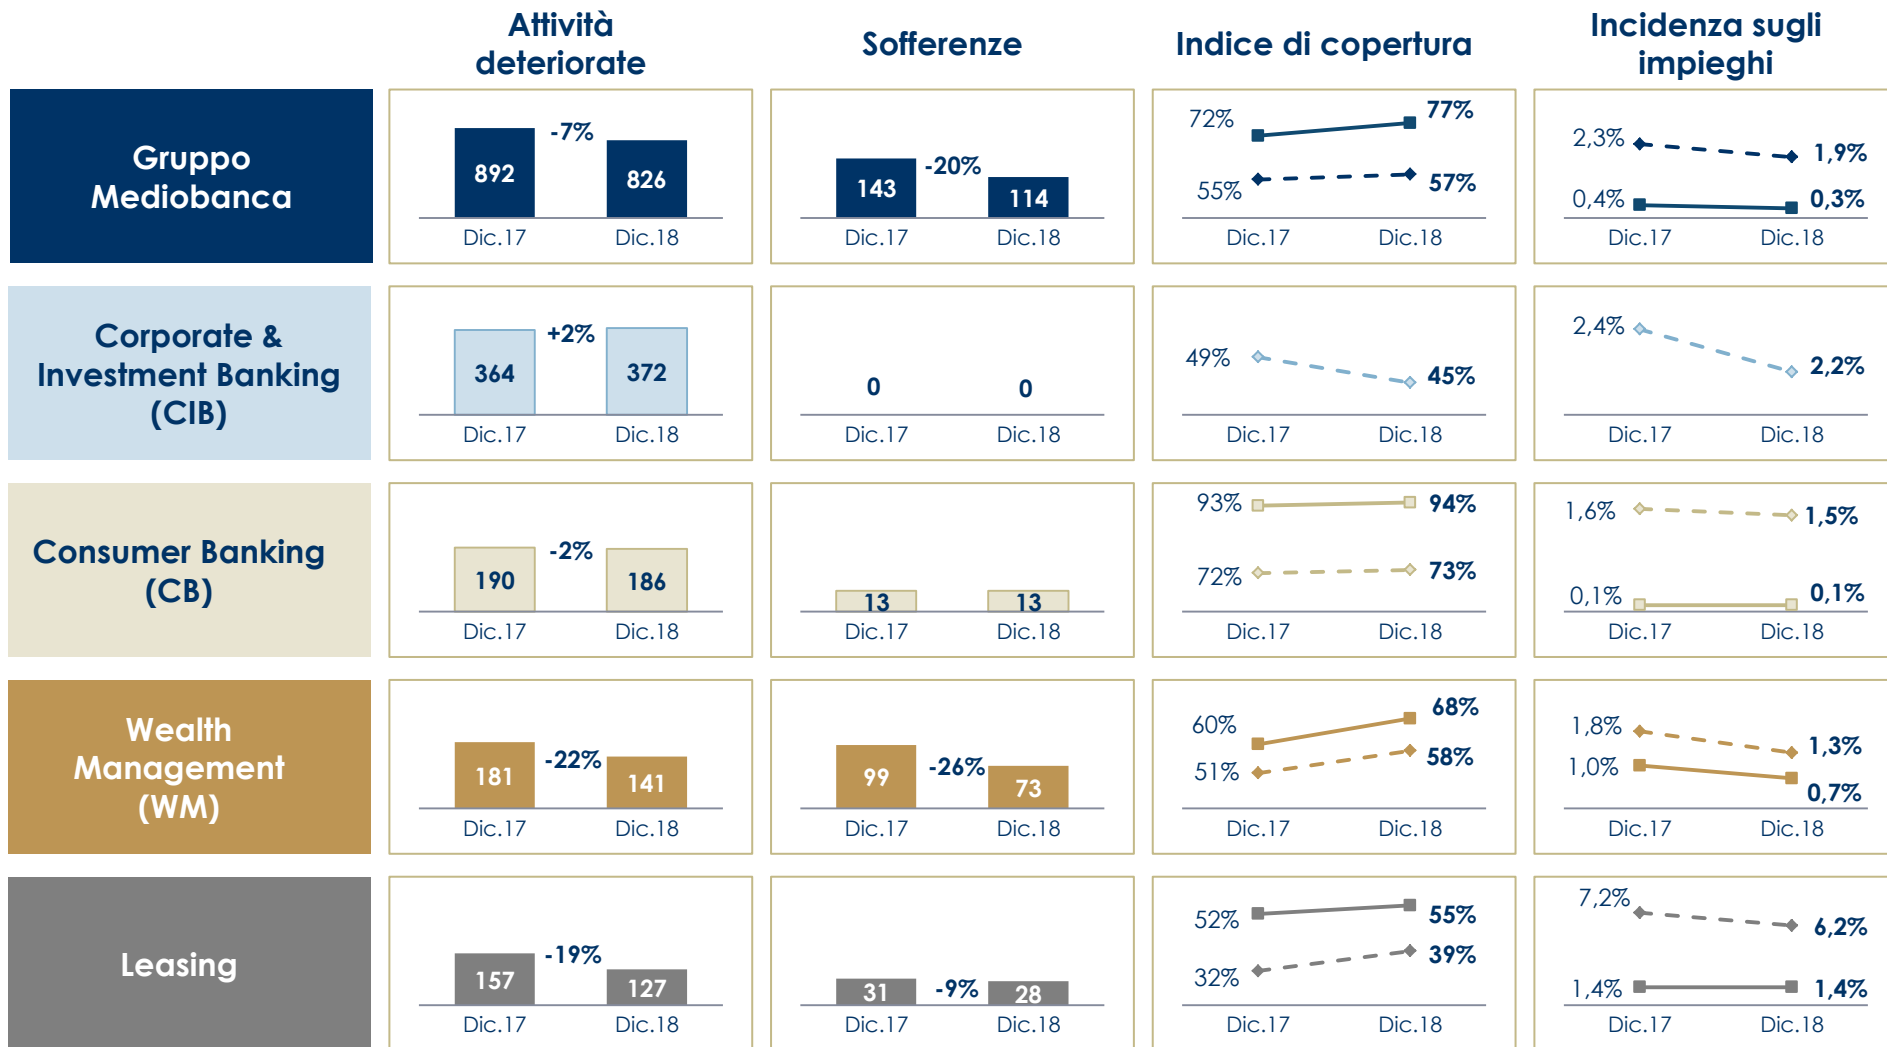 Attività
deteriorate
Sofferenze
Indice di copertura
Incidenza sugli
impieghi
Gruppo
Mediobanca
892
-7%
826
Dic.17
Dic.18
143
-20%
114
Dic.17
Dic.18
72%
77%
55%
57%
Dic.17
Dic.18
2,3%
1,9%
0,4%
0,3%
Dic.17
Dic.18
Corporate &
Investment Banking
(CIB)
364
+2%
372
Dic.17
Dic.18
0
0
Dic.17
Dic.18
49%
45%
Dic.17
Dic.18
2,4%
2,2%
Dic.17
Dic.18
Consumer Banking
(CB)
190
-2%
186
Dic.17
Dic.18
13
13
Dic.17
Dic.18
93%
94%
72%
73%
Dic.17
Dic.18
1,6%
1,5%
0,1%
0,1%
Dic.17
Dic.18
Wealth
Management
(WM)
181
-22%
141
Dic.17
Dic.18
99
-26%
73
Dic.17
Dic.18
60%
68%
51%
58%
Dic.17
Dic.18
1,8%
1,3%
1,0%
0,7%
Dic.17
Dic.18
Leasing
157
-19%
127
Dic.17
Dic.18
31
-9%
28
Dic.17
Dic.18
52%
55%
32%
39%
Dic.17
Dic.18
7,2%
6,2%
1,4%
1,4%
Dic.17
Dic.18